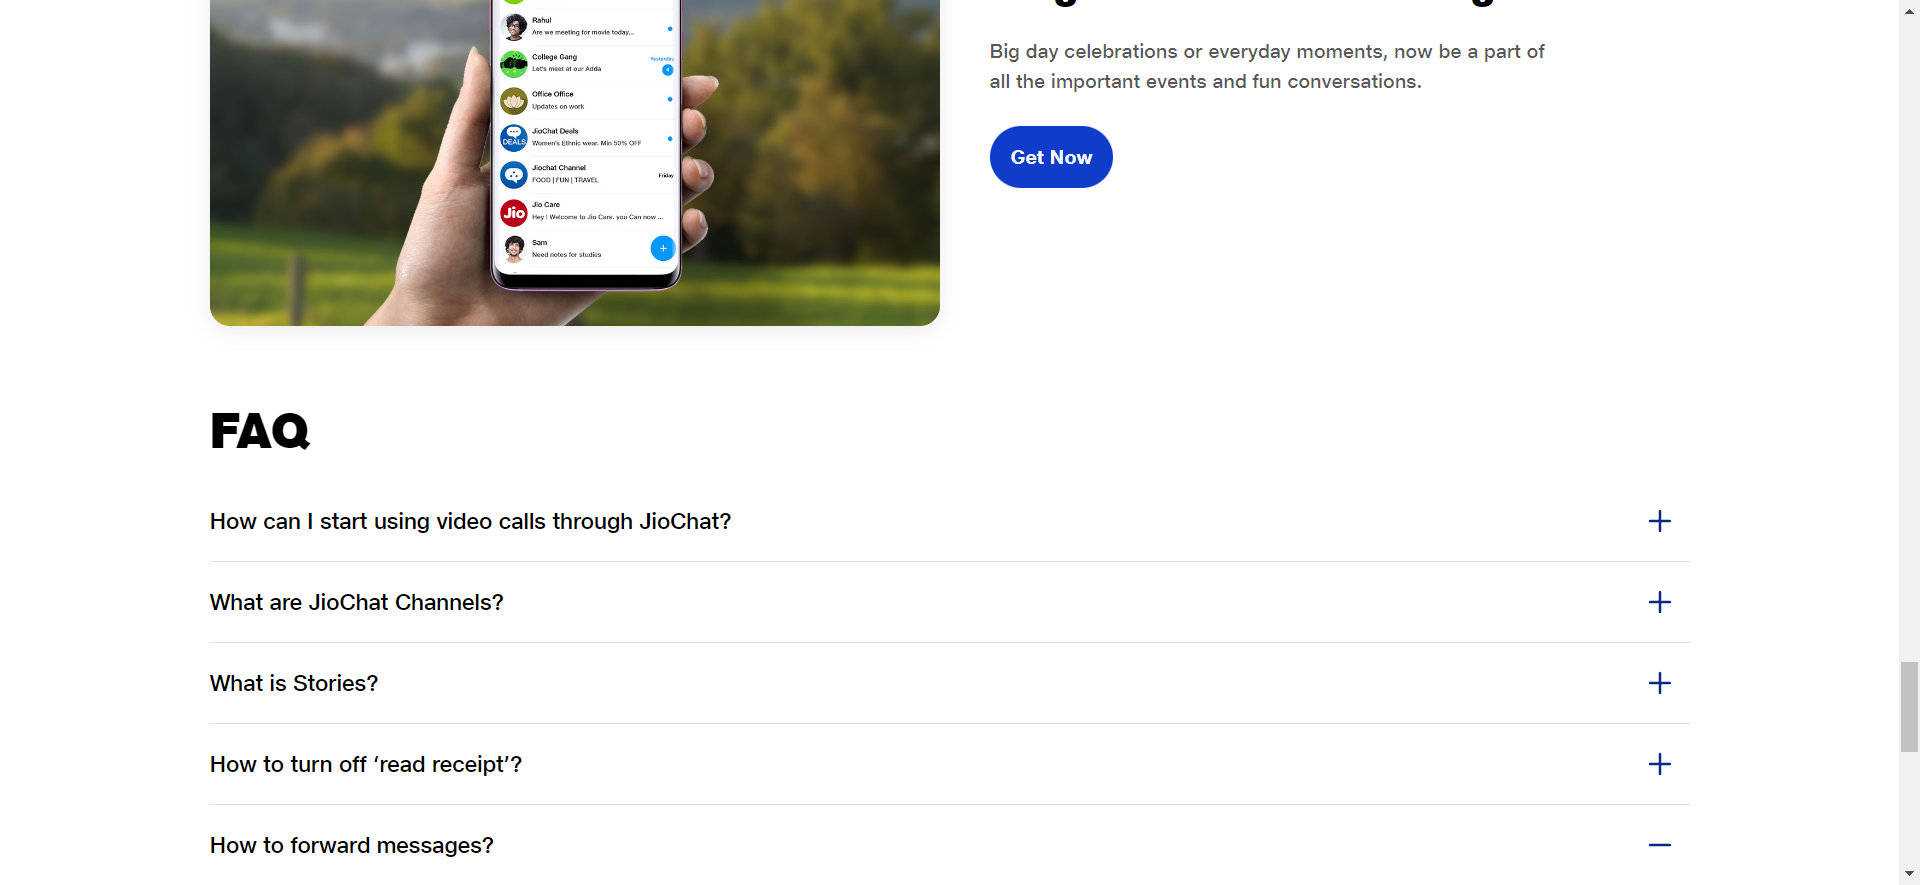 Rahul
Are we meeting for movie today...
College Gang
Yesterday
Let's meet at our Adda
4
Office Office
Updates on work
JioChat Deals
DEALS
Women's Ethnic wear. Min 50% OFF
Jiochat Channel
FOOD | FUN | TRAVEL
Friday
Jio Care
Jio
Hey ! Welcome to Jio Care. you Can now ...
Sam
Need notes for studies
Big day celebrations or everyday moments, now be a part of
all the important events and fun conversations.
Get Now
FAQ
How can I start using video calls through JioChat?
What are JioChat Channels?
What is Stories?
How to turn off ‘read receipt’?
How to forward messages?